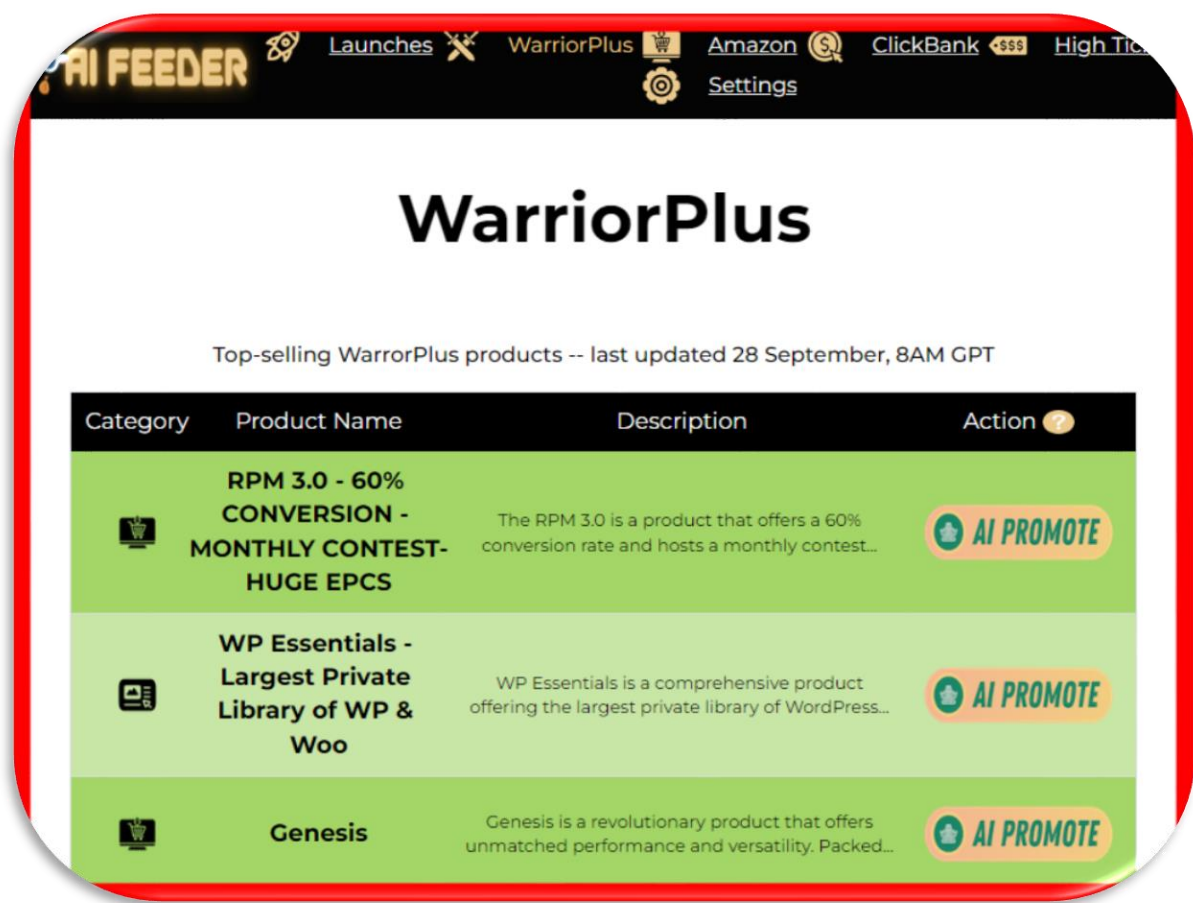 AI FEEDER
Launches WarriorPlus Amazon ClickBank $$$ High
Settings
WarriorPlus
Top-selling WarrorPlus products -- last updated 28 September, 8AM GPT
Category Product Name Description Action ?
RPM 3.0 - 60%
CONVERSION -
MONTHLY CONTEST-
HUGE EPCS
The RPM 3.0 is a product that offers a 60%
conversion rate and hosts a monthly contest...
AI PROMOTE
WP Essentials -
Largest Private
Library of WP &
Woo
WP Essentials is a comprehensive product
offering the largest private library of WordPress...
AI PROMOTE
Genesis
Genesis is a revolutionary product that offers
unmatched performance and versatility. Packed...
AI PROMOTE